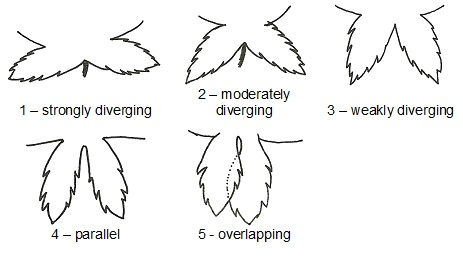 1 – strongly diverging
2 – moderately
diverging
3 – weakly diverging
4 – parallel
5 - overlapping